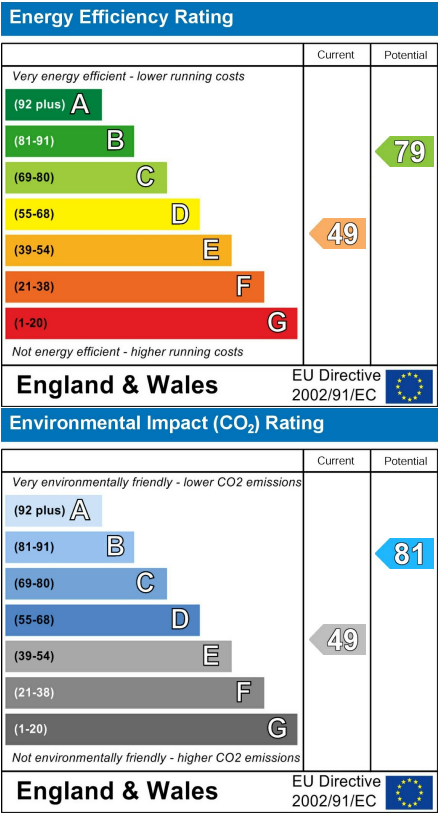 Energy Efficiency Rating
Current Potential
Very energy efficient - lower running costs
(92 plus) A
(81-91) B
79
(69-80) C
(55-68) D
49
(39-54) E
(21-38) F
(1-20) G
Not energy efficient - higher running costs
England & Wales
EU Directive
2002/91/EC
Environmental Impact (CO₂) Rating
Current Potential
Very environmentally friendly - lower CO2 emissions
(92 plus) A
(81-91) B
81
(69-80) C
(55-68) D
49
(39-54) E
(21-38) F
(1-20) G
Not environmentally friendly - higher CO2 emissions
England & Wales
EU Directive
2002/91/EC